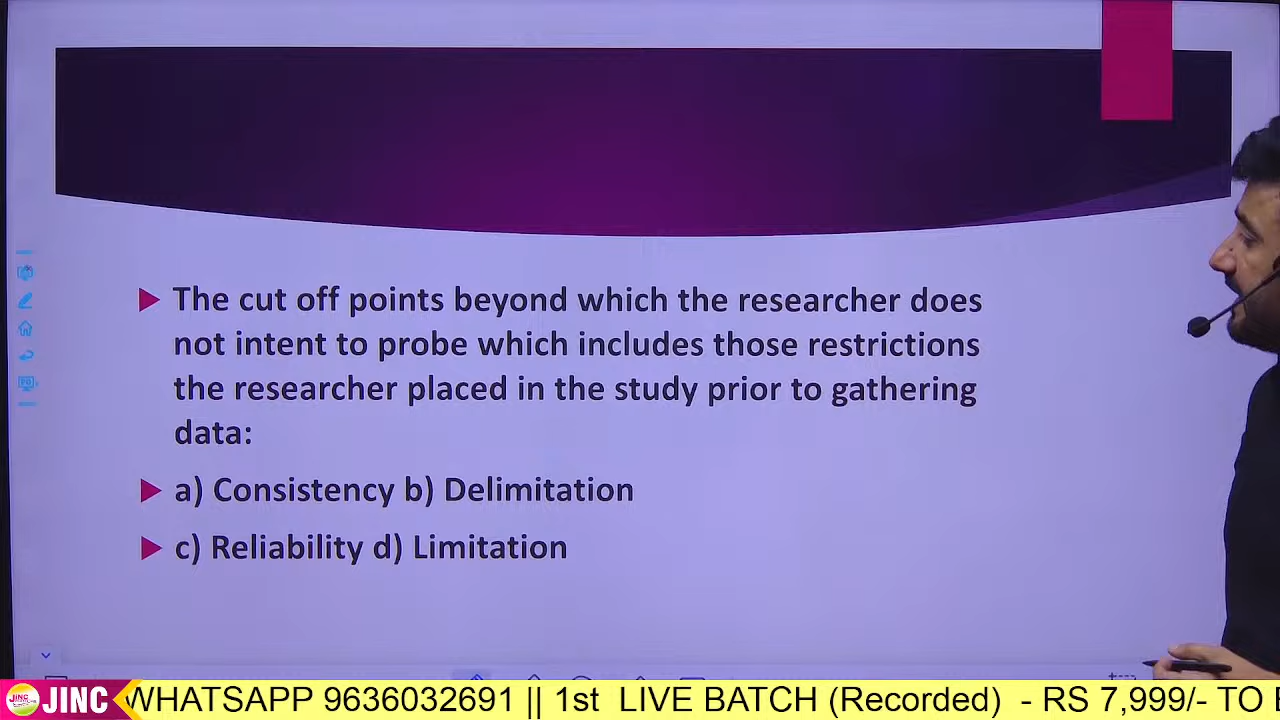 The cut off points beyond which the researcher does
not intent to probe which includes those restrictions
the researcher placed in the study prior to gathering
data:
a) Consistency b) Delimitation
c) Reliability d) Limitation
JINC WHATSAPP 9636032691 || 1st LIVE BATCH (Recorded) - RS 7,999/- TO